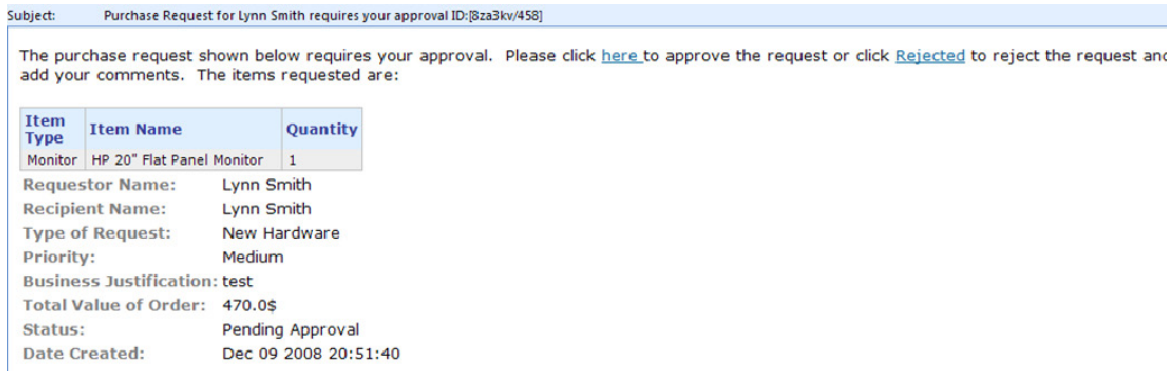 Subject: Purchase Request for Lynn Smith requires your approval ID:[8za3kv/458]
The purchase request shown below requires your approval. Please click here to approve the request or click Rejected to reject the request and
add your comments. The items requested are:
Item Type Item Name Quantity
Monitor HP 20" Flat Panel Monitor 1
Requestor Name: Lynn Smith
Recipient Name: Lynn Smith
Type of Request: New Hardware
Priority: Medium
Business Justification: test
Total Value of Order: 470.0$
Status: Pending Approval
Date Created: Dec 09 2008 20:51:40